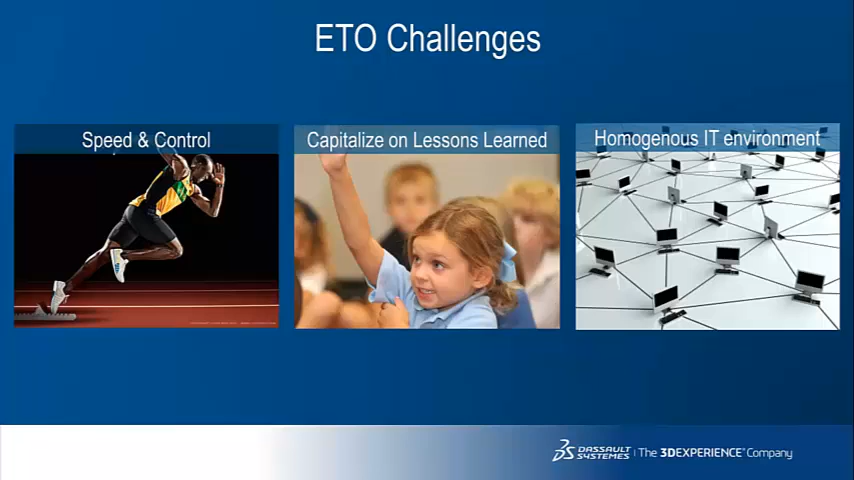 ETO Challenges
Speed & Control
Capitalize on Lessons Learned
Homogenous IT environment
DASSAULT SYSTEMES | The 3DEXPERIENCE® Company